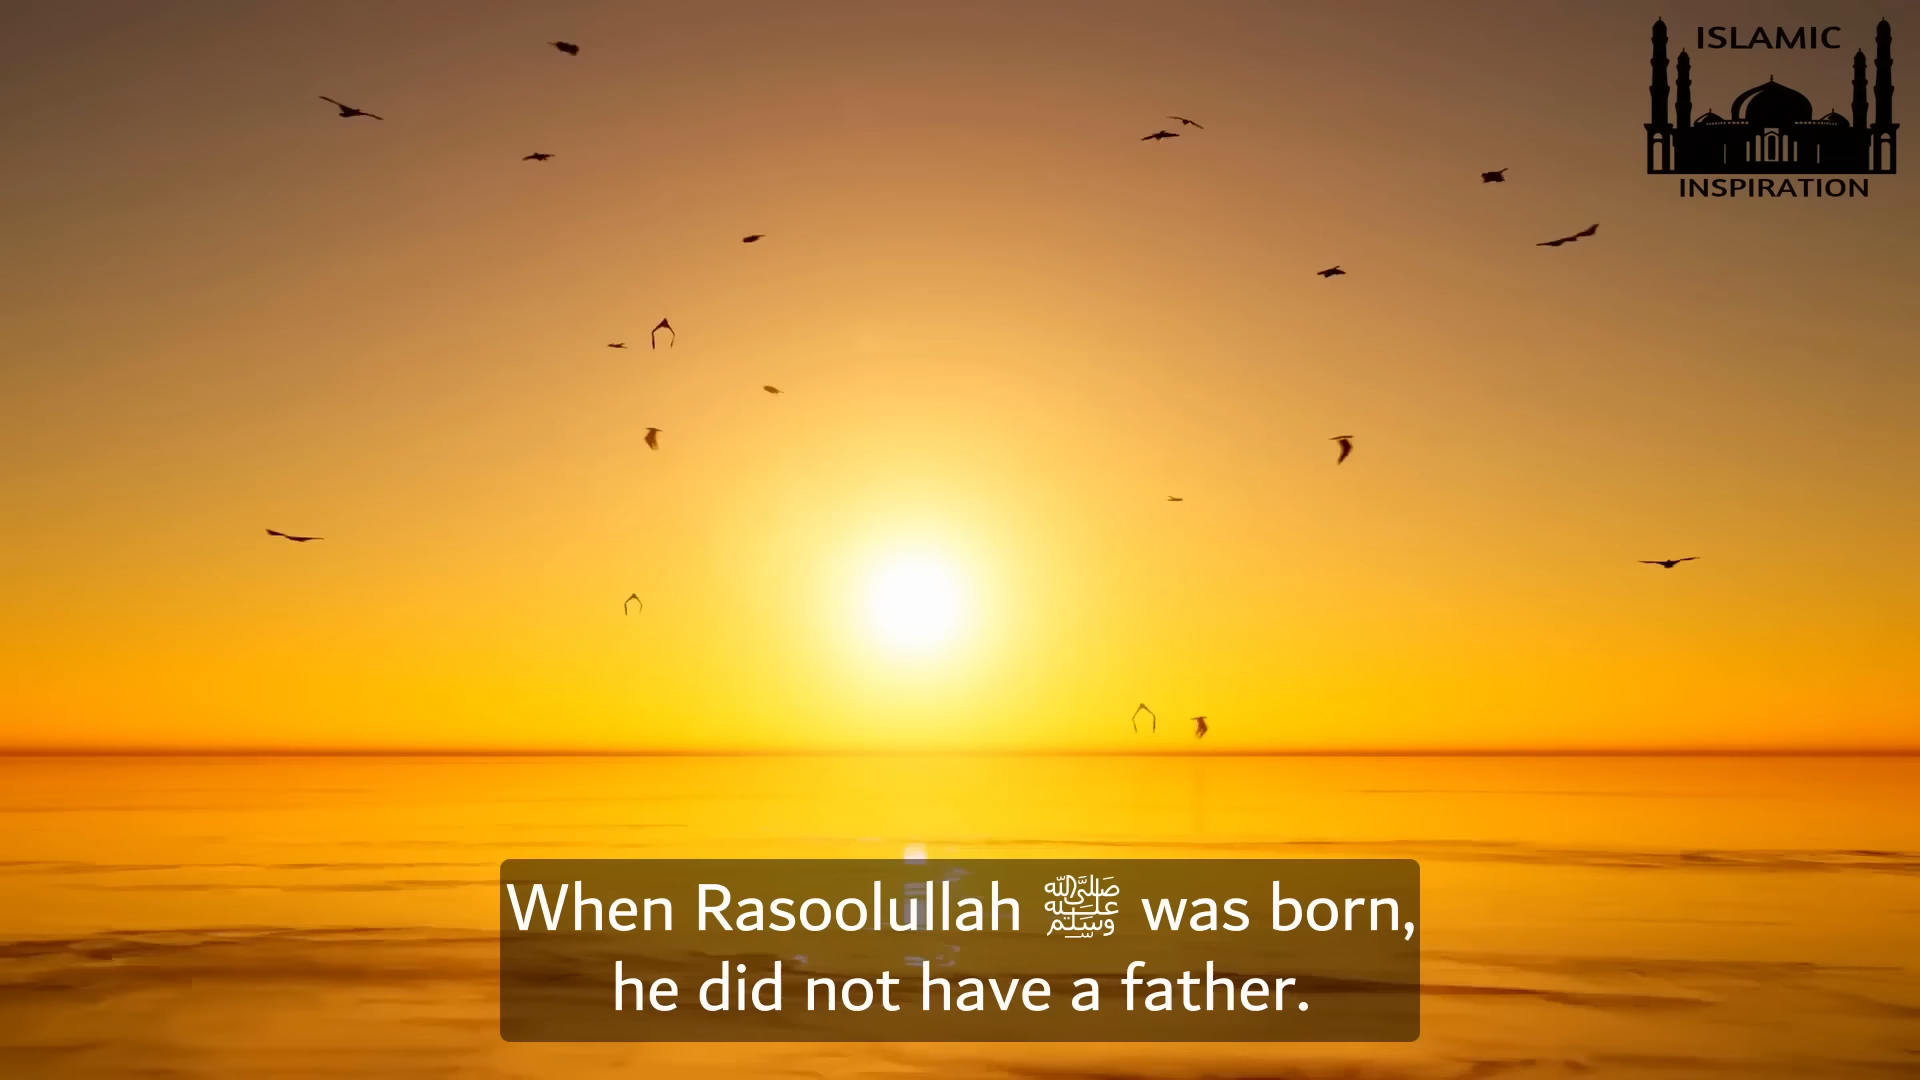 ISLAMIC
INSPIRATION
When Rasoolullah ﷺ was born,
he did not have a father.